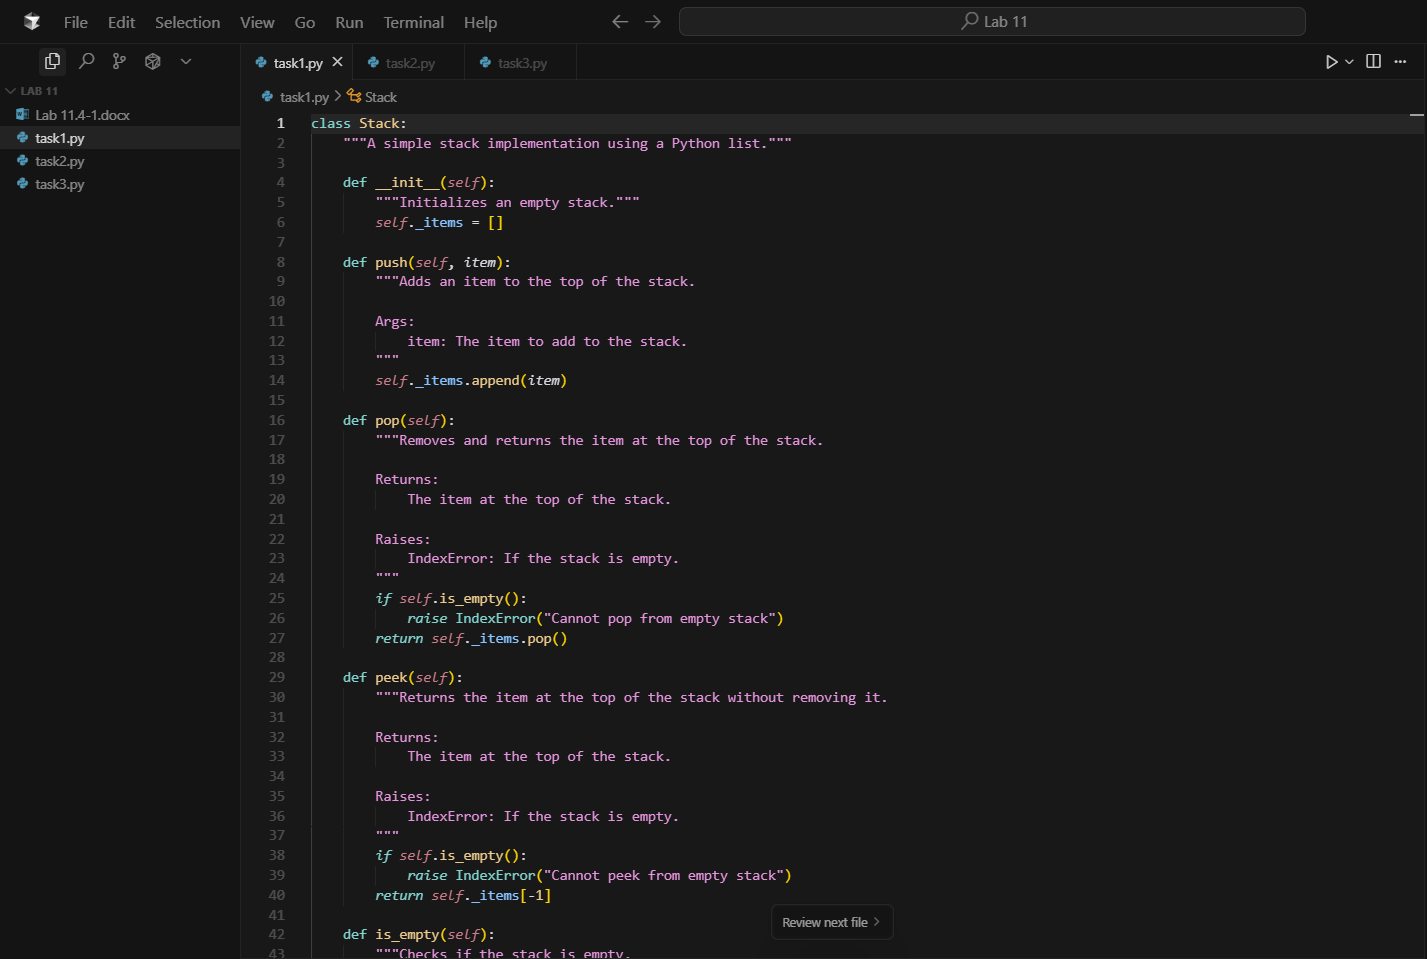 File Edit Selection View Go Run Terminal Help
Lab 11
LAB 11
Lab 11.4-1.docx
task1.py
task2.py
task3.py
task1.py task2.py task3.py
task1.py > Stack
1 class Stack:
2     """A simple stack implementation using a Python list."""
3
4     def __init__(self):
5         """Initializes an empty stack."""
6         self._items = []
7
8     def push(self, item):
9         """Adds an item to the top of the stack.
10
11         Args:
12             item: The item to add to the stack.
13         """
14         self._items.append(item)
15
16     def pop(self):
17         """Removes and returns the item at the top of the stack.
18
19         Returns:
20             The item at the top of the stack.
21
22         Raises:
23             IndexError: If the stack is empty.
24         """
25         if self.is_empty():
26             raise IndexError("Cannot pop from empty stack")
27         return self._items.pop()
28
29     def peek(self):
30         """Returns the item at the top of the stack without removing it.
31
32         Returns:
33             The item at the top of the stack.
34
35         Raises:
36             IndexError: If the stack is empty.
37         """
38         if self.is_empty():
39             raise IndexError("Cannot peek from empty stack")
40         return self._items[-1]
41
42     def is_empty(self):
43         """Checks if the stack is empty.
Review next file >